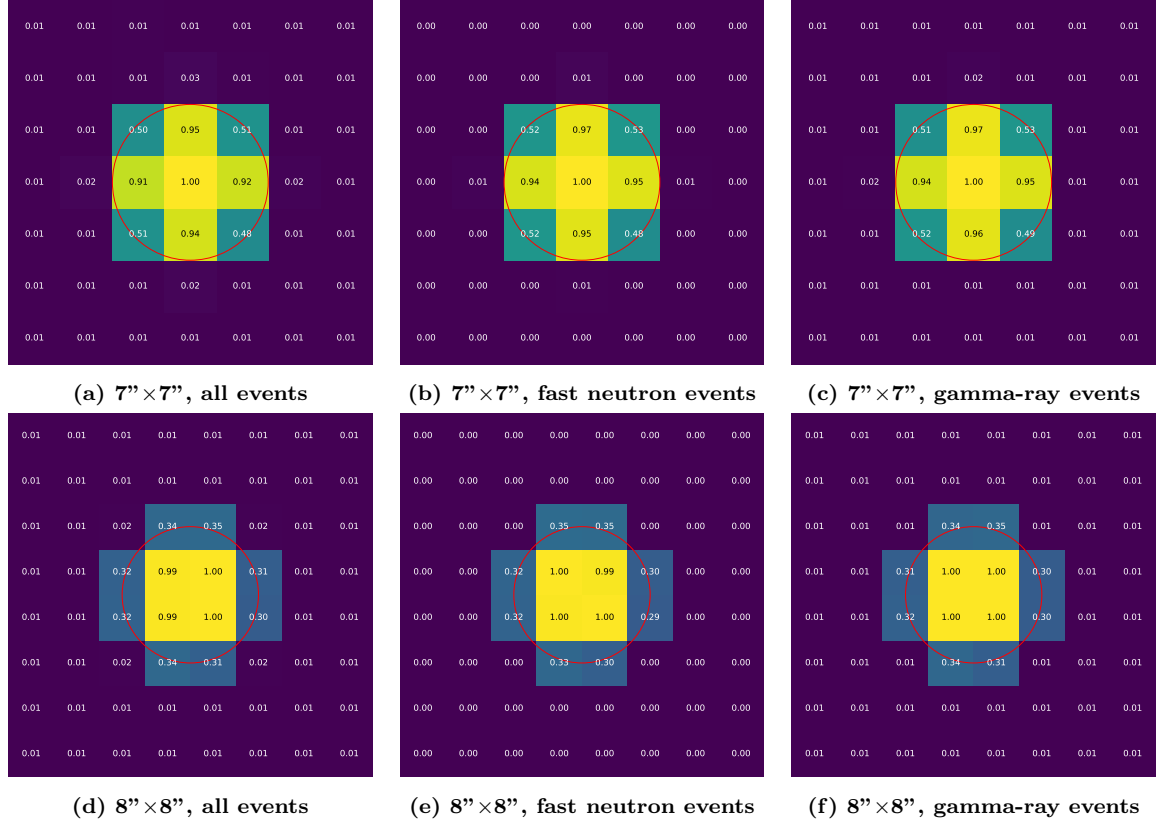 0.01 0.01 0.01 0.01 0.01 0.01 0.01 0.00 0.00 0.00 0.00 0.00 0.00 0.00 0.01 0.01 0.01 0.01 0.01 0.01 0.01
0.01 0.01 0.01 0.03 0.01 0.01 0.01 0.00 0.00 0.00 0.01 0.00 0.00 0.00 0.01 0.01 0.01 0.02 0.01 0.01 0.01
0.01 0.01 0.50 0.95 0.51 0.01 0.01 0.00 0.00 0.52 0.97 0.53 0.00 0.00 0.01 0.01 0.51 0.97 0.53 0.01 0.01
0.01 0.02 0.91 1.00 0.92 0.02 0.01 0.00 0.01 0.94 1.00 0.95 0.01 0.00 0.01 0.02 0.94 1.00 0.95 0.01 0.01
0.01 0.01 0.51 0.94 0.48 0.01 0.01 0.00 0.00 0.52 0.95 0.48 0.00 0.00 0.01 0.01 0.52 0.96 0.49 0.01 0.01
0.01 0.01 0.01 0.02 0.01 0.01 0.01 0.00 0.00 0.00 0.01 0.00 0.00 0.00 0.01 0.01 0.01 0.01 0.01 0.01 0.01
0.01 0.01 0.01 0.01 0.01 0.01 0.01 0.00 0.00 0.00 0.00 0.00 0.00 0.00 0.01 0.01 0.01 0.01 0.01 0.01 0.01
(a) 7”×7”, all events (b) 7”×7”, fast neutron events (c) 7”×7”, gamma-ray events
0.01 0.01 0.01 0.01 0.01 0.01 0.01 0.01 0.00 0.00 0.00 0.00 0.00 0.00 0.00 0.00 0.01 0.01 0.01 0.01 0.01 0.01 0.01 0.01
0.01 0.01 0.01 0.01 0.01 0.01 0.01 0.01 0.00 0.00 0.00 0.00 0.00 0.00 0.00 0.00 0.01 0.01 0.01 0.01 0.01 0.01 0.01 0.01
0.01 0.01 0.02 0.34 0.35 0.02 0.01 0.01 0.00 0.00 0.00 0.35 0.35 0.00 0.00 0.00 0.01 0.01 0.01 0.34 0.35 0.01 0.01 0.01
0.01 0.01 0.32 0.99 1.00 0.31 0.01 0.01 0.00 0.00 0.32 1.00 0.99 0.30 0.00 0.00 0.01 0.01 0.31 1.00 1.00 0.30 0.01 0.01
0.01 0.01 0.32 0.99 1.00 0.30 0.01 0.01 0.00 0.00 0.32 1.00 1.00 0.29 0.00 0.00 0.01 0.01 0.32 1.00 1.00 0.30 0.01 0.01
0.01 0.01 0.02 0.34 0.31 0.02 0.01 0.01 0.00 0.00 0.00 0.33 0.30 0.00 0.00 0.00 0.01 0.01 0.01 0.34 0.31 0.01 0.01 0.01
0.01 0.01 0.01 0.01 0.01 0.01 0.01 0.01 0.00 0.00 0.00 0.00 0.00 0.00 0.00 0.00 0.01 0.01 0.01 0.01 0.01 0.01 0.01 0.01
0.01 0.01 0.01 0.01 0.01 0.01 0.01 0.01 0.00 0.00 0.00 0.00 0.00 0.00 0.00 0.00 0.01 0.01 0.01 0.01 0.01 0.01 0.01 0.01
(d) 8”×8”, all events (e) 8”×8”, fast neutron events (f) 8”×8”, gamma-ray events